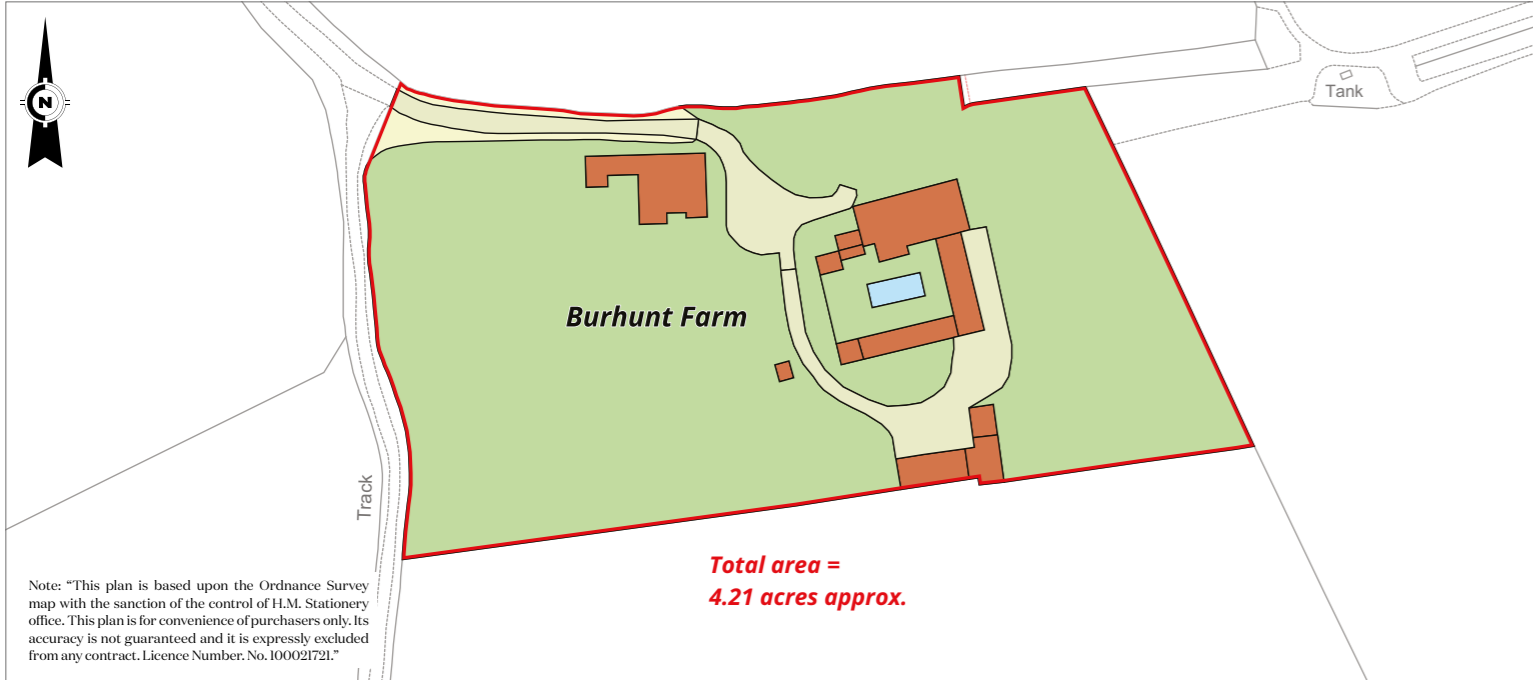 N
Tank
Burhunt Farm
Track
Total area =
4.21 acres approx.
Note: “This plan is based upon the Ordnance Survey
map with the sanction of the control of H.M. Stationery
office. This plan is for convenience of purchasers only. Its
accuracy is not guaranteed and it is expressly excluded
from any contract. Licence Number. No. 100021721.”